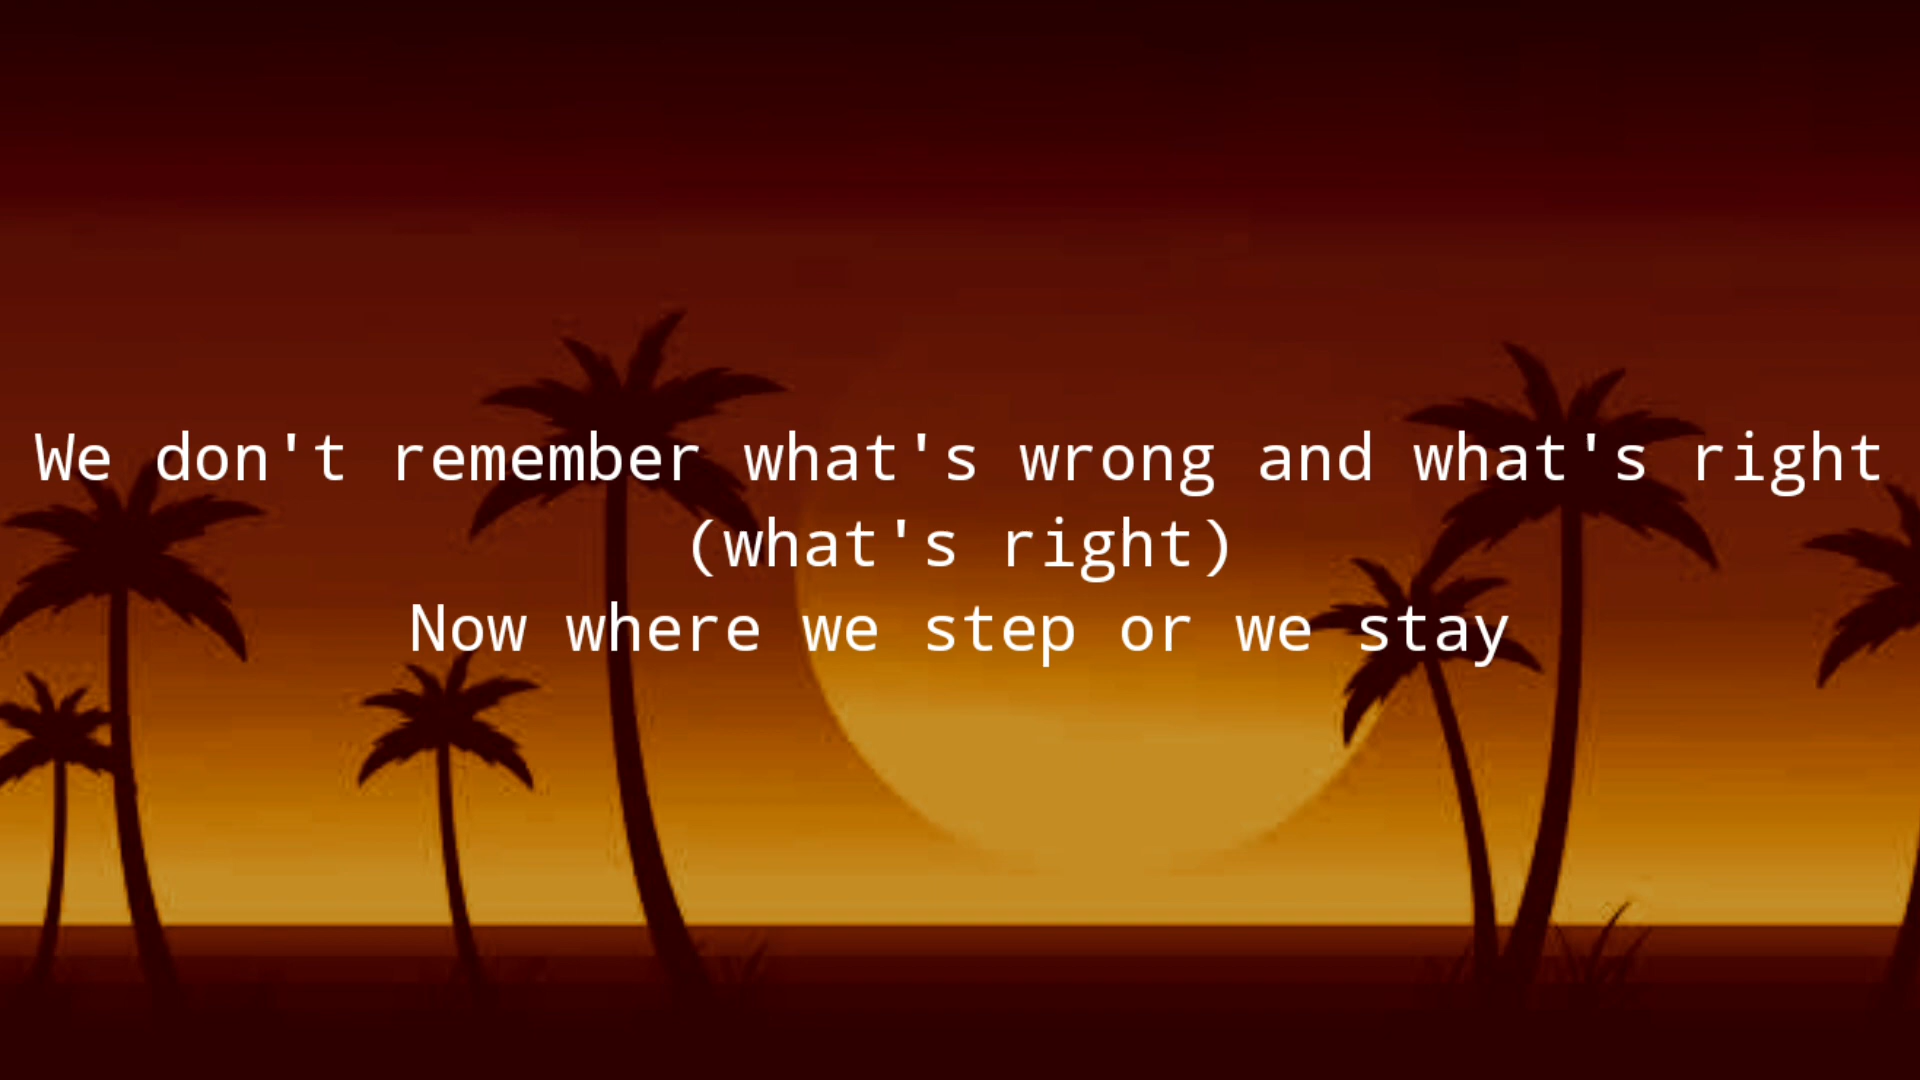 We don't remember what's wrong and what's right
(what's right)
Now where we step or we stay